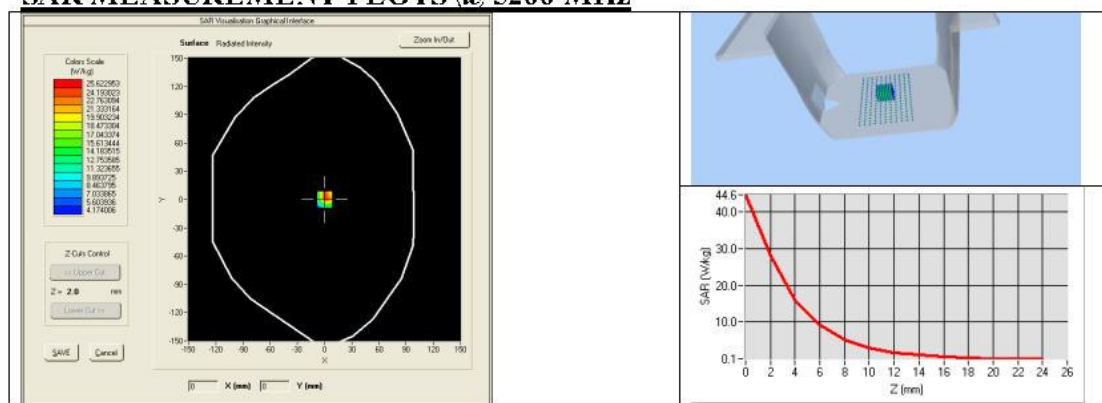 SAR MEASUREMENT PLOTS @ 5200 MHz
SAR Visualisation Graphical Interface
Surface Radiated Intensity
Zoom In/Out
Colors Scale
(W/kg)
25.622953
24.193023
22.763094
21.333164
19.903234
18.473304
17.043374
15.613444
14.183515
12.753585
11.323655
9.893725
8.463795
7.033865
5.603936
4.174006
Z-Cuts Control
<< Upper Cut
Z = 2.0 mm
Lower Cut >>
SAVE Cancel
150-
120-
90-
60-
30-
Y 0-
-30-
-60-
-90-
-120-
-150-
-150 -120 -90 -60 -30 0 30 60 90 120 150
X
0 X (mm) 0 Y (mm)
44.6
40.0-
30.0-
20.0-
10.0-
0.1-
SAR (W/kg)
0 2 4 6 8 10 12 14 16 18 20 22 24 26
Z (mm)